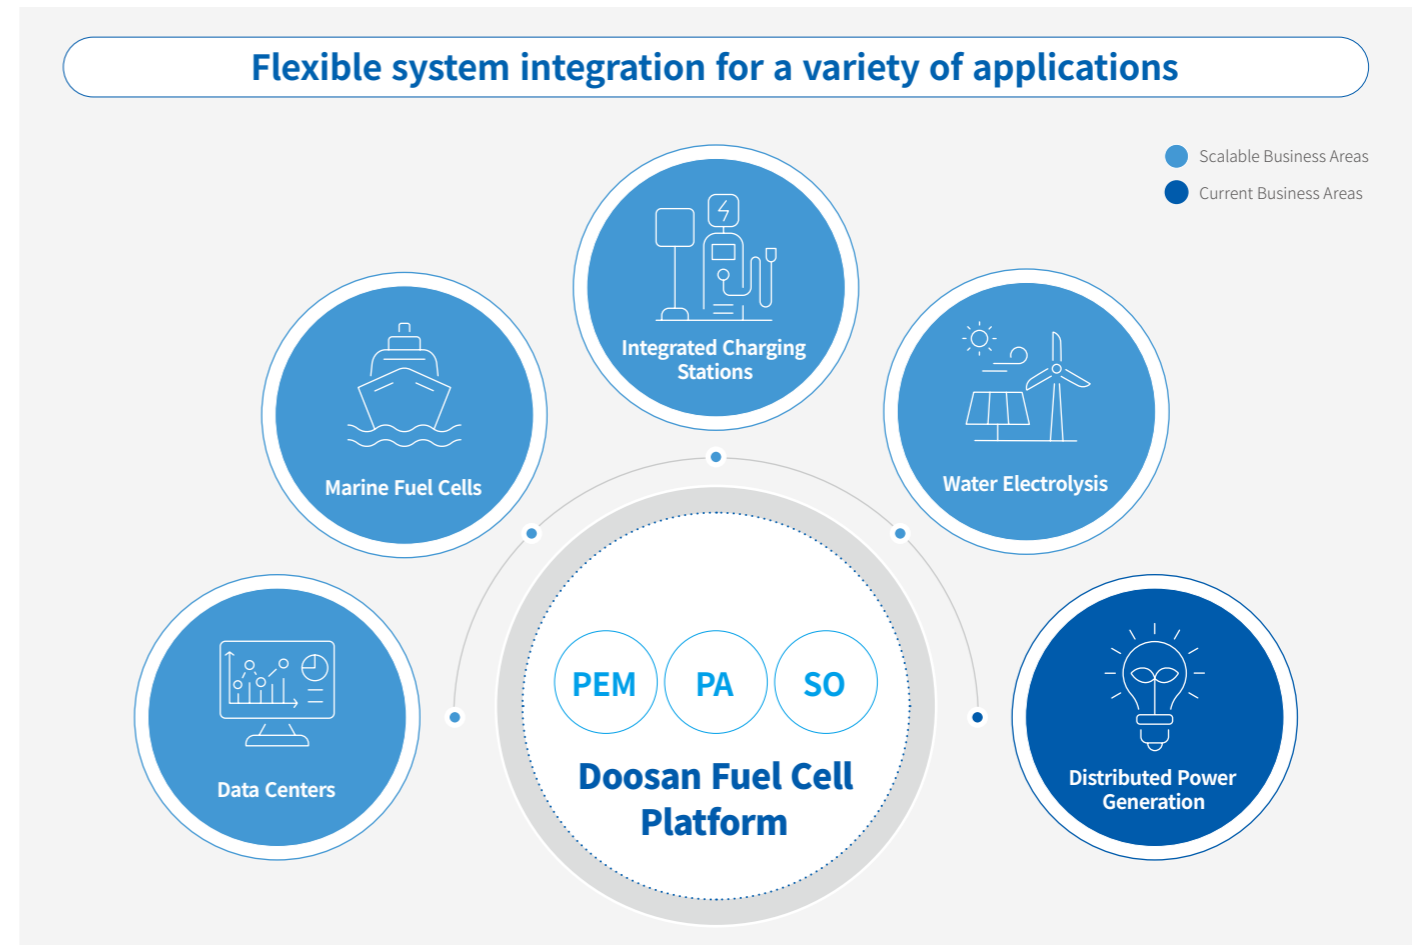 Flexible system integration for a variety of applications
Scalable Business Areas
Current Business Areas
Integrated Charging
Stations
Marine Fuel Cells
Water Electrolysis
Data Centers
Distributed Power
Generation
PEM PA SO
Doosan Fuel Cell
Platform